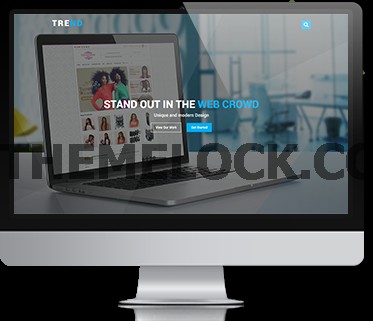 TREND
STAND OUT IN THE WEB CROWD
Unique and modern Design
View Our Work
Get Started
THEMELOCK.CO